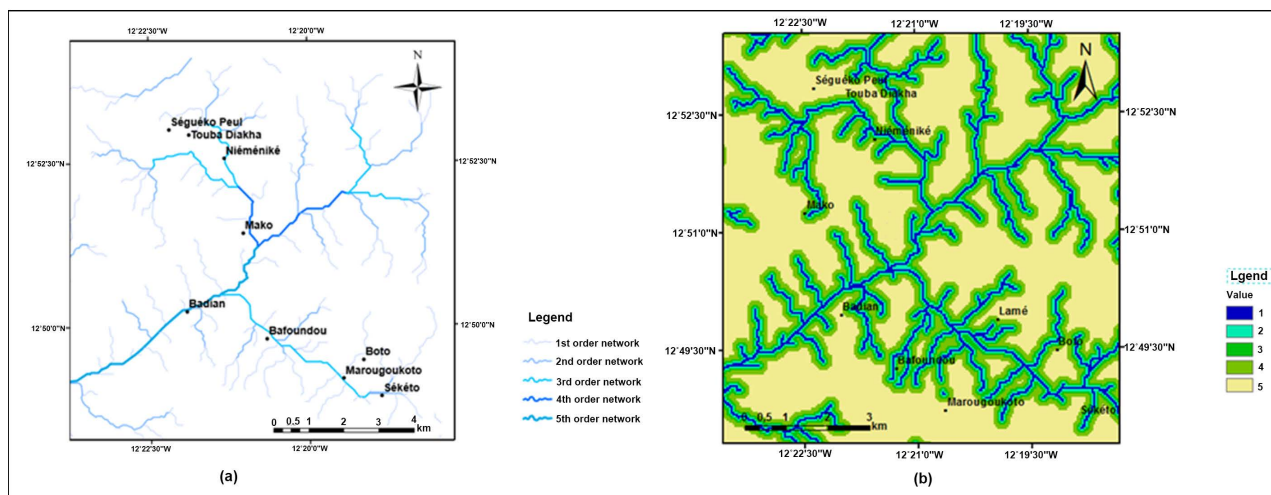 12°22'30"W 12°20'0"W
N
Séguéko Peul
Touba Diakha
Niéméniké
12°52'30"N
12°52'30"N
Mako
Badian
12°50'0"N
12°50'0"N
Bafoundou
Boto
Marougoukoto
Sékéto
0 0.5 1 2 3 4
km
12°22'30"W 12°20'0"W
(a)
Legend
1st order network
2nd order network
3rd order network
4th order network
5th order network
12°22'30"W 12°21'0"W 12°19'30"W
N
Séguéko Peul
Touba Diakha
Niéméniké
12°52'30"N
12°52'30"N
Mako
12°51'0"N
12°51'0"N
Badian
Lamé
Boto
12°49'30"N
12°49'30"N
Bafoundou
Marougoukoto
Sékéto
0 0.5 1 2 3
km
12°22'30"W 12°21'0"W 12°19'30"W
(b)
Lgend
Value
1
2
3
4
5